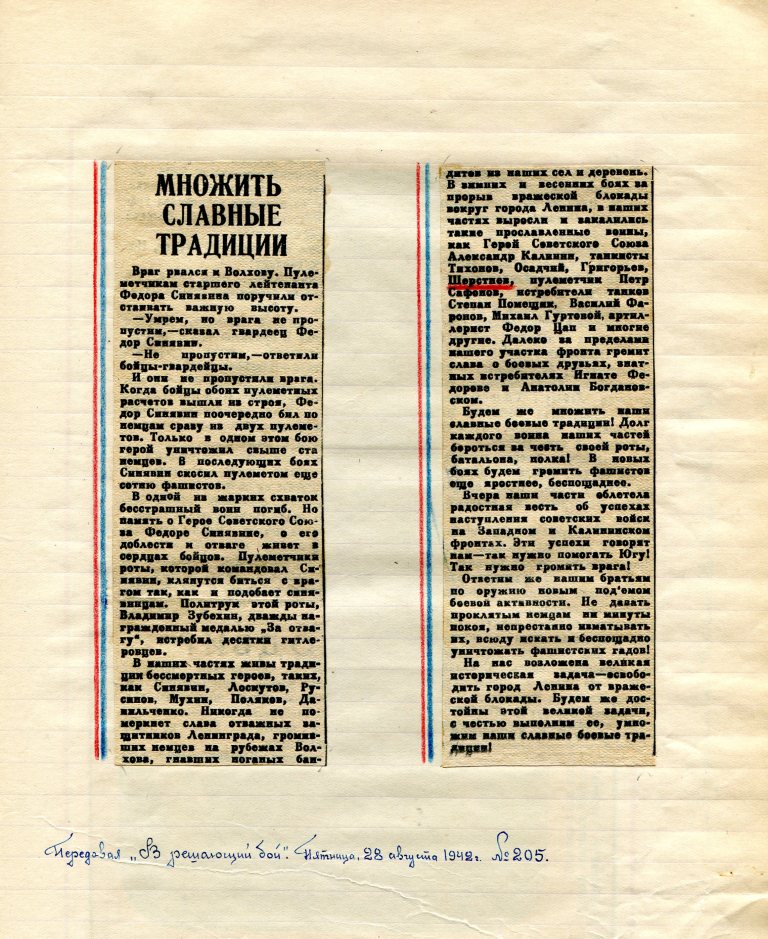 МНОЖИТЬ
СЛАВНЫЕ
ТРАДИЦИИ
Враг рвался к Волхову. Пуле-
метчикам старшего лейтенанта
Федора Синявина поручили от-
стаивать важную высоту.
—Умрем, но врага не про-
пустим,—сказал гвардеец Фе-
дор Синявин.
—Не пропустим,—ответили
бойцы-гвардейцы.
И они не пропустили врага.
Когда бойцы обоих пулеметных
расчетов вышли из строя, Фе-
дор Синявин поочередно бил по
немцам сразу из двух пулеме-
тов. Только в одном этом бою
герой уничтожил свыше ста
немцев. В последующих боях
Синявин скосил пулеметом еще
сотню фашистов.
В одной из жарких схваток
бесстрашный воин погиб. Но
память о Герое Советского Сою-
за Федоре Синявине, о его
доблести и отваге живет в
сердцах бойцов. Пулеметчики
роты, которой командовал Си-
нявин, клянутся биться с вра-
гом так, как и подобает синя-
винцам. Политрук этой роты,
Владимир Зубехин, дважды на-
гражденный медалью „За отва-
гу“, истребил десятки гитле-
ровцев.
В наших частях живы тради-
ции бессмертных героев, таких,
как Синявин, Лоскутов, Ру-
санов, Мухин, Поляков, Да-
нильченко. Никогда не по-
меркнет слава отважных за-
щитников Ленинграда, громив-
ших немцев на рубежах Вол-
хова, гнавших поганых бан-
дитов из наших сел и деревень.
В зимних и весенних боях за
прорыв вражеской блокады
вокруг города Ленина, в наших
частях выросли и закалились
такие прославленные воины,
как Герой Советского Союза
Александр Калинин, танкисты
Тихонов, Осадчий, Григорьев,
Шерстнев, пулеметчик Петр
Сафонов, истребители танков
Степан Помещик, Василий Фа-
ронов, Михаил Гуртовой, артил-
лерист Федор Цап и многие
другие. Далеко за пределами
нашего участка фронта гремит
слава о боевых друзьях, знат-
ных истребителях Игнате Фе-
дорове и Анатолии Богданов-
ском.
Будем же множить наши
славные боевые традиции! Долг
каждого воина наших частей
бороться за честь своей роты,
батальона, полка! В новых
боях будем громить фашистов
еще яростнее, беспощаднее.
Вчера наши части облетела
радостная весть об успехах
наступления советских войск
на Западном и Калининском
фронтах. Эти успехи говорят
нам—так нужно помогать Югу!
Так нужно громить врага!
Ответим же нашим братьям
по оружию новым под'емом
боевой активности. Не давать
проклятым немцам ни минуты
покоя, непрестанно изматывать
их, всюду искать и беспощадно
уничтожать фашистских гадов!
На нас возложена великая
историческая задача—освобо-
дить город Ленина от враже-
ской блокады. Будем же дос-
тойны этой великой задачи,
с честью выполним ее, умно-
жим наши славные боевые тра-
диции!
Передовая „В решающий бой“. Пятница, 28 августа 1942г. №205.